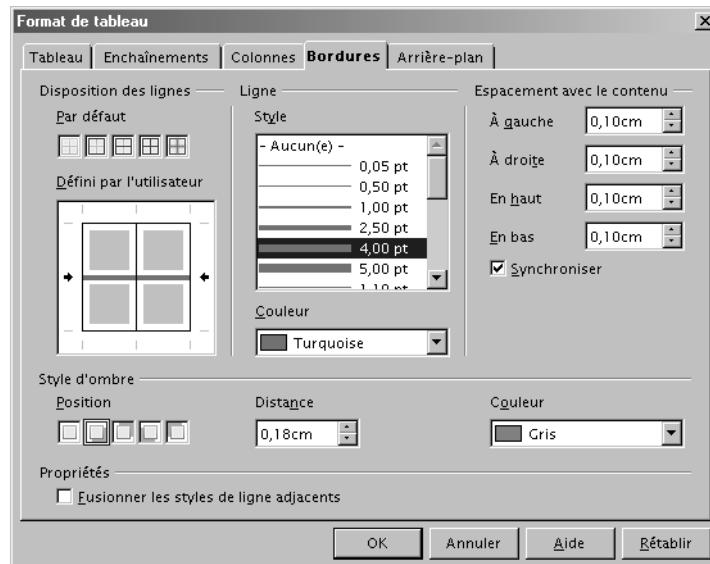 Format de tableau
Tableau
Enchaînements
Colonnes
Bordures
Arrière-plan
Disposition des lignes
Par défaut
Défini par l'utilisateur
Ligne
Style
- Aucun(e) -
0,05 pt
0,50 pt
1,00 pt
2,50 pt
4,00 pt
5,00 pt
1,10 pt
Couleur
Turquoise
Espacement avec le contenu
À gauche
0,10cm
À droite
0,10cm
En haut
0,10cm
En bas
0,10cm
Synchroniser
Style d'ombre
Position
Distance
0,18cm
Couleur
Gris
Propriétés
Fusionner les styles de ligne adjacents
OK
Annuler
Aide
Rétablir